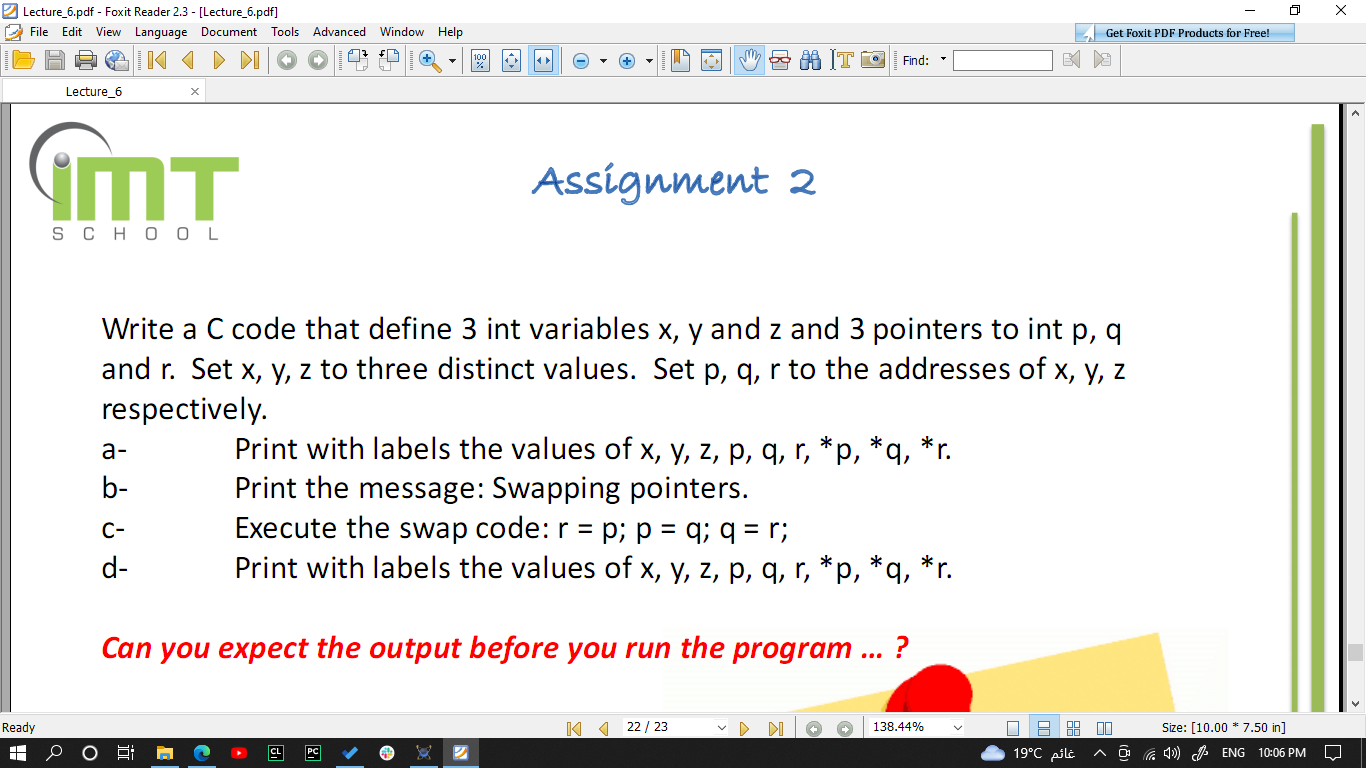 Lecture_6.pdf - Foxit Reader 2.3 - [Lecture_6.pdf]
File Edit View Language Document Tools Advanced Window Help
Get Foxit PDF Products for Free!
100 %
Find:
Lecture_6
iMT
SCHOOL
Assignment 2
Write a C code that define 3 int variables x, y and z and 3 pointers to int p, q
and r. Set x, y, z to three distinct values. Set p, q, r to the addresses of x, y, z
respectively.
a- Print with labels the values of x, y, z, p, q, r, *p, *q, *r.
b- Print the message: Swapping pointers.
c- Execute the swap code: r = p; p = q; q = r;
d- Print with labels the values of x, y, z, p, q, r, *p, *q, *r.
Can you expect the output before you run the program ... ?
Ready 22 / 23 138.44% Size: [10.00 * 7.50 in]
CL PC 19°C غائم ENG 10:06 PM